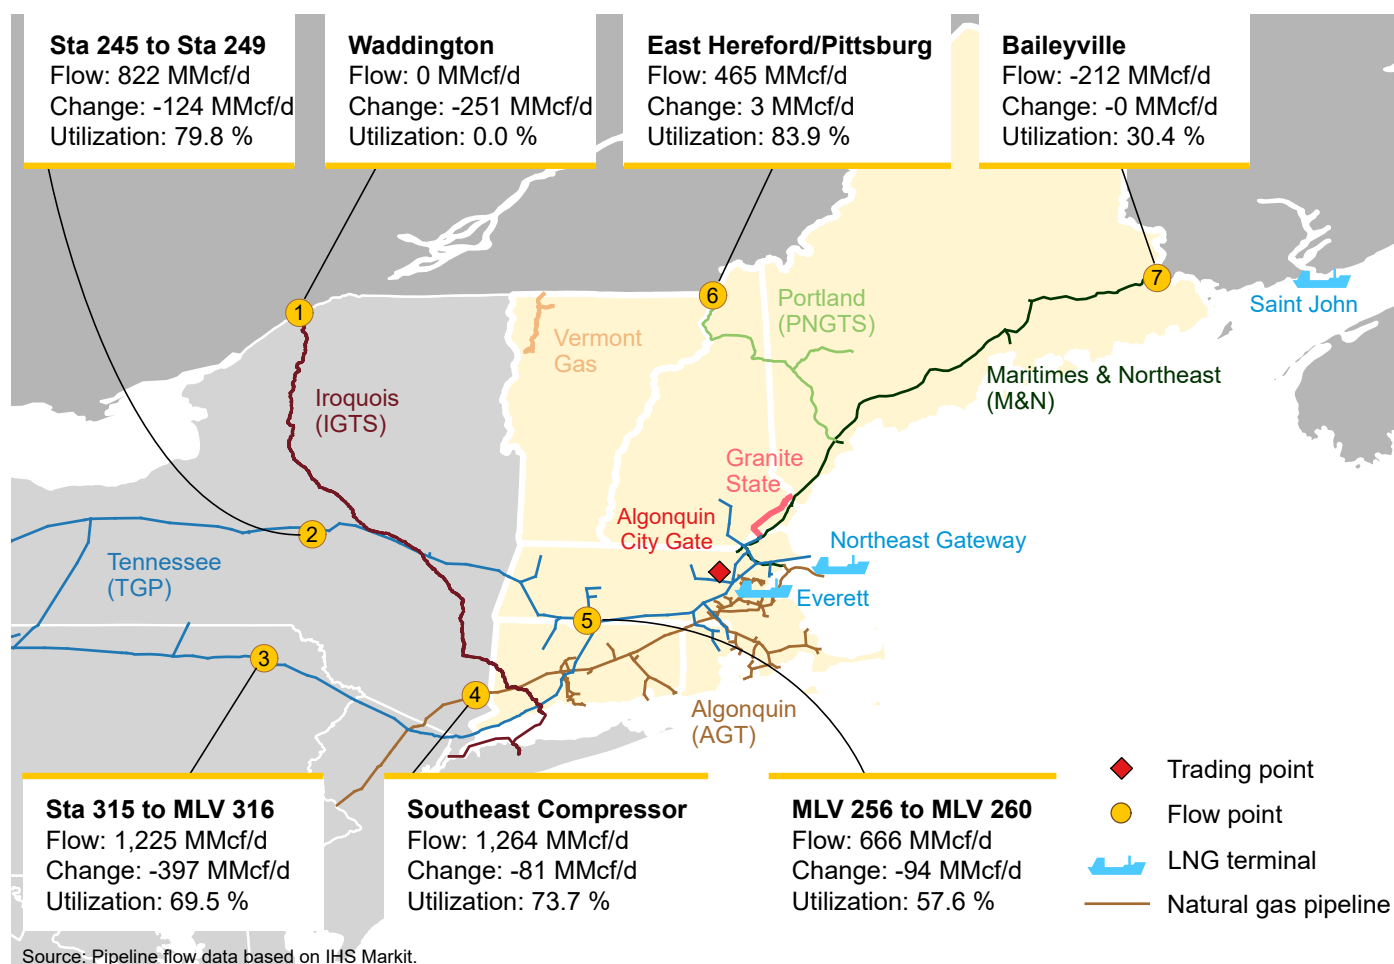 Sta 245 to Sta 249
Flow: 822 MMcf/d
Change: -124 MMcf/d
Utilization: 79.8 %
Waddington
Flow: 0 MMcf/d
Change: -251 MMcf/d
Utilization: 0.0 %
East Hereford/Pittsburg
Flow: 465 MMcf/d
Change: 3 MMcf/d
Utilization: 83.9 %
Baileyville
Flow: -212 MMcf/d
Change: -0 MMcf/d
Utilization: 30.4 %
1
6
7
Saint John
Portland
(PNGTS)
Vermont
Gas
Maritimes & Northeast
(M&N)
Iroquois
(IGTS)
Granite
State
Algonquin
City Gate
2
Northeast Gateway
Tennessee
(TGP)
Everett
5
3
4
Algonquin
(AGT)
Sta 315 to MLV 316
Flow: 1,225 MMcf/d
Change: -397 MMcf/d
Utilization: 69.5 %
Southeast Compressor
Flow: 1,264 MMcf/d
Change: -81 MMcf/d
Utilization: 73.7 %
MLV 256 to MLV 260
Flow: 666 MMcf/d
Change: -94 MMcf/d
Utilization: 57.6 %
Trading point
Flow point
LNG terminal
Natural gas pipeline
Source: Pipeline flow data based on IHS Markit.